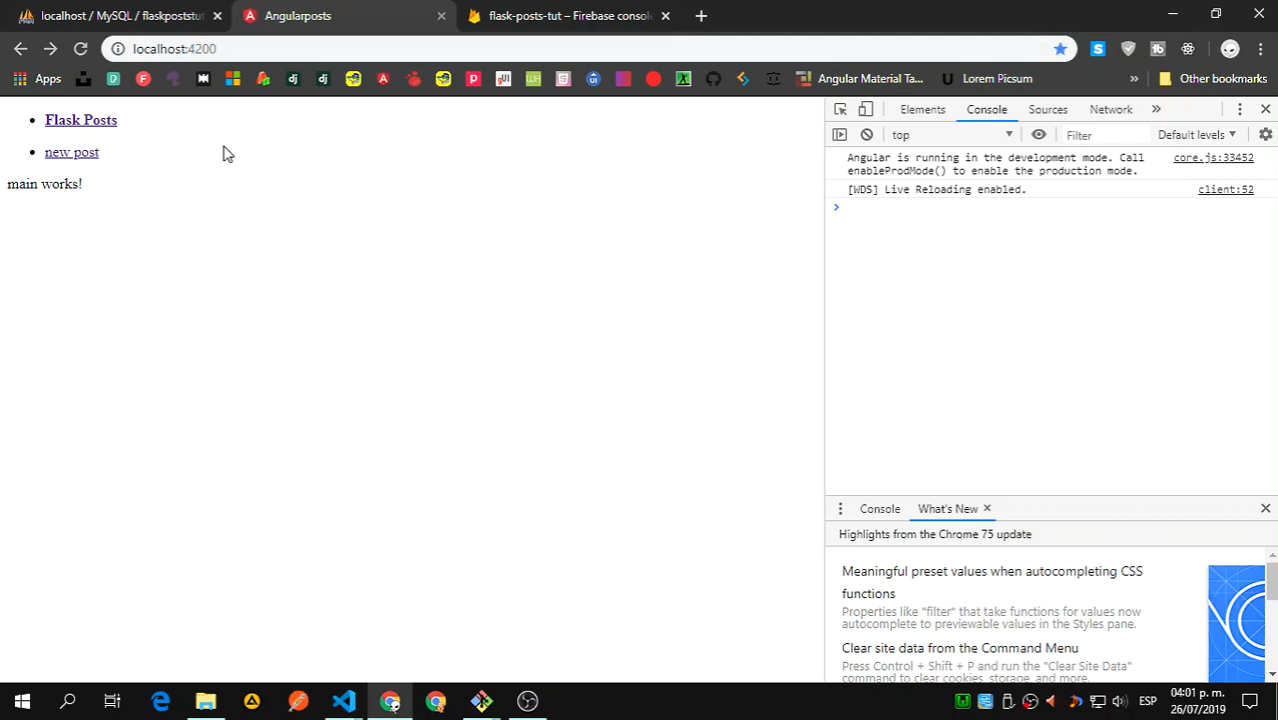 localhost / MySQL / flaskpoststut
Angularposts
flask-posts-tut – Firebase console
localhost:4200
Apps
Angular Material Ta...
Lorem Picsum
»
Other bookmarks
Flask Posts
new post
main works!
Elements
Console
Sources
Network
»
top
Filter
Default levels
Angular is running in the development mode. Call core.js:33452
enableProdMode() to enable the production mode.
[WDS] Live Reloading enabled. client:52
>
Console
What's New
Highlights from the Chrome 75 update
Meaningful preset values when autocompleting CSS
functions
Properties like "filter" that take functions for values now
autocomplete to previewable values in the Styles pane.
Clear site data from the Command Menu
Press Control + Shift + P and run the "Clear Site Data"
command to clear cookies, storage, and more.
ESP
04:01 p. m.
26/07/2019